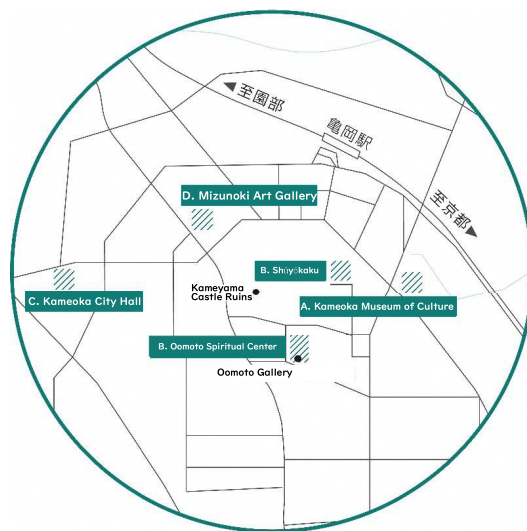 至園部
亀岡駅
至京都
D. Mizunoki Art Gallery
B. Shūyōkaku
C. Kameoka City Hall
Kameyama
Castle Ruins
A. Kameoka Museum of Culture
B. Oomoto Spiritual Center
Oomoto Gallery